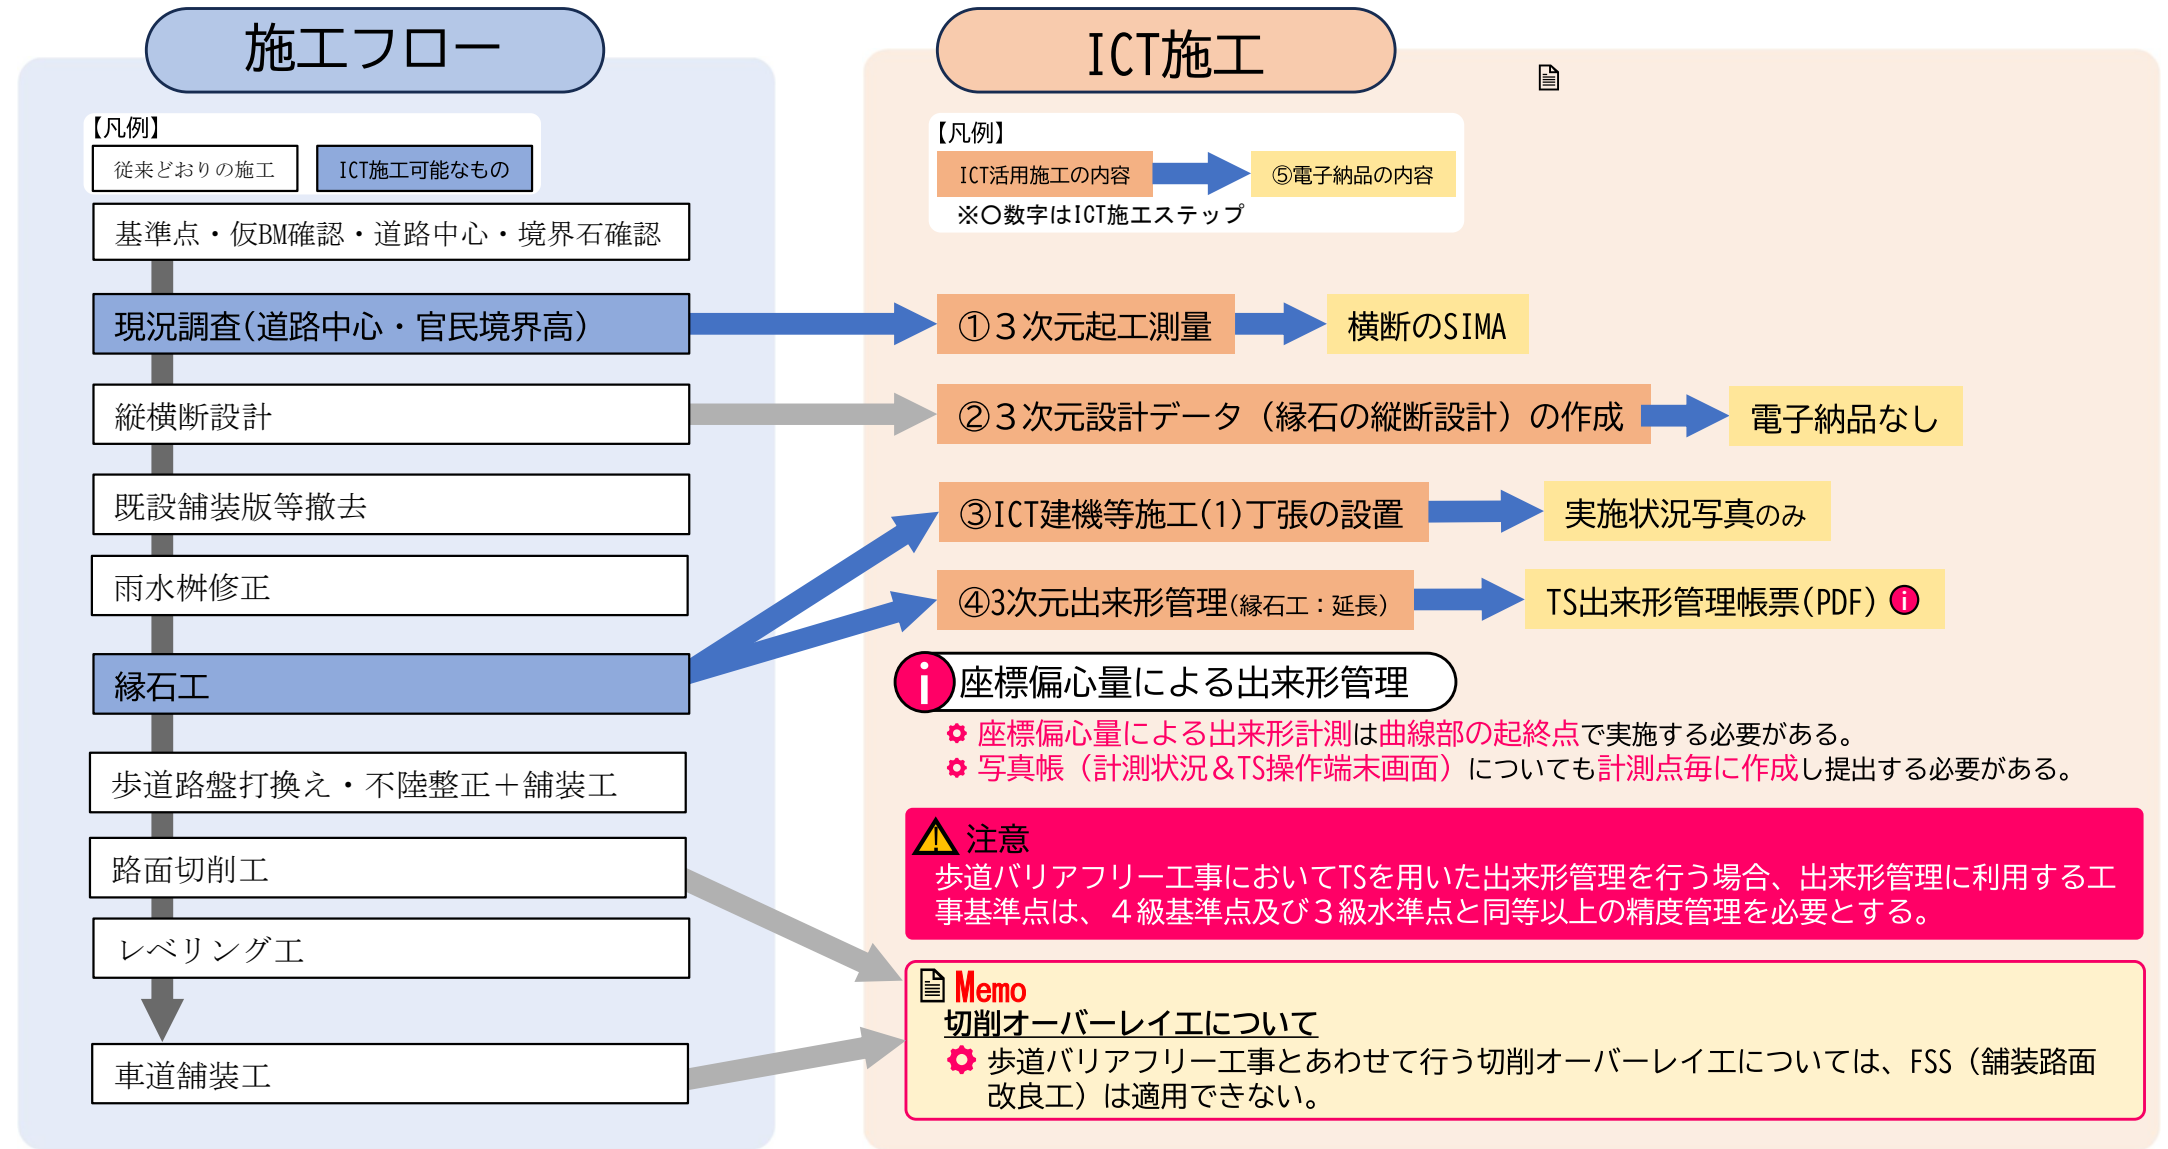 施工フロー
【凡例】
従来どおりの施工
ICT施工可能なもの
基準点・仮BM確認・道路中心・境界石確認
現況調査(道路中心・官民境界高)
縦横断設計
既設舗装版等撤去
雨水桝修正
縁石工
歩道路盤打換え・不陸整正＋舗装工
路面切削工
レベリング工
車道舗装工
ICT施工
【凡例】
ICT活用施工の内容
⑤電子納品の内容
※〇数字はICT施工ステップ
①３次元起工測量
横断のSIMA
②３次元設計データ（縁石の縦断設計）の作成
電子納品なし
③ICT建機等施工(1)丁張の設置
実施状況写真のみ
④3次元出来形管理(縁石工：延長)
TS出来形管理帳票(PDF)
座標偏心量による出来形管理
座標偏心量による出来形計測は曲線部の起終点で実施する必要がある。
写真帳（計測状況＆TS操作端末画面）についても計測点毎に作成し提出する必要がある。
注意
歩道バリアフリー工事においてTSを用いた出来形管理を行う場合、出来形管理に利用する工
事基準点は、４級基準点及び３級水準点と同等以上の精度管理を必要とする。
Memo
切削オーバーレイ工について
歩道バリアフリー工事とあわせて行う切削オーバーレイ工については、FSS（舗装路面
改良工）は適用できない。